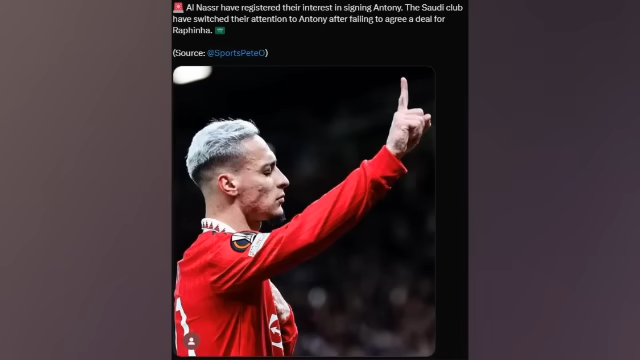 🚨 Al Nassr have registered their interest in signing Antony. The Saudi club
have switched their attention to Antony after failing to agree a deal for
Raphinha. 🇸🇦
(Source: @SportsPeteO)